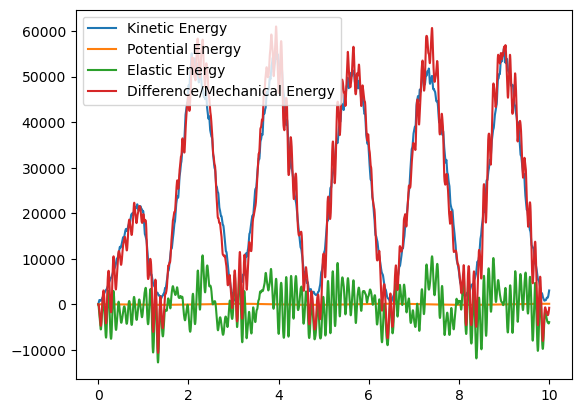 Kinetic Energy
Potential Energy
Elastic Energy
Difference/Mechanical Energy
60000
50000
40000
30000
20000
10000
0
−10000
0 2 4 6 8 10